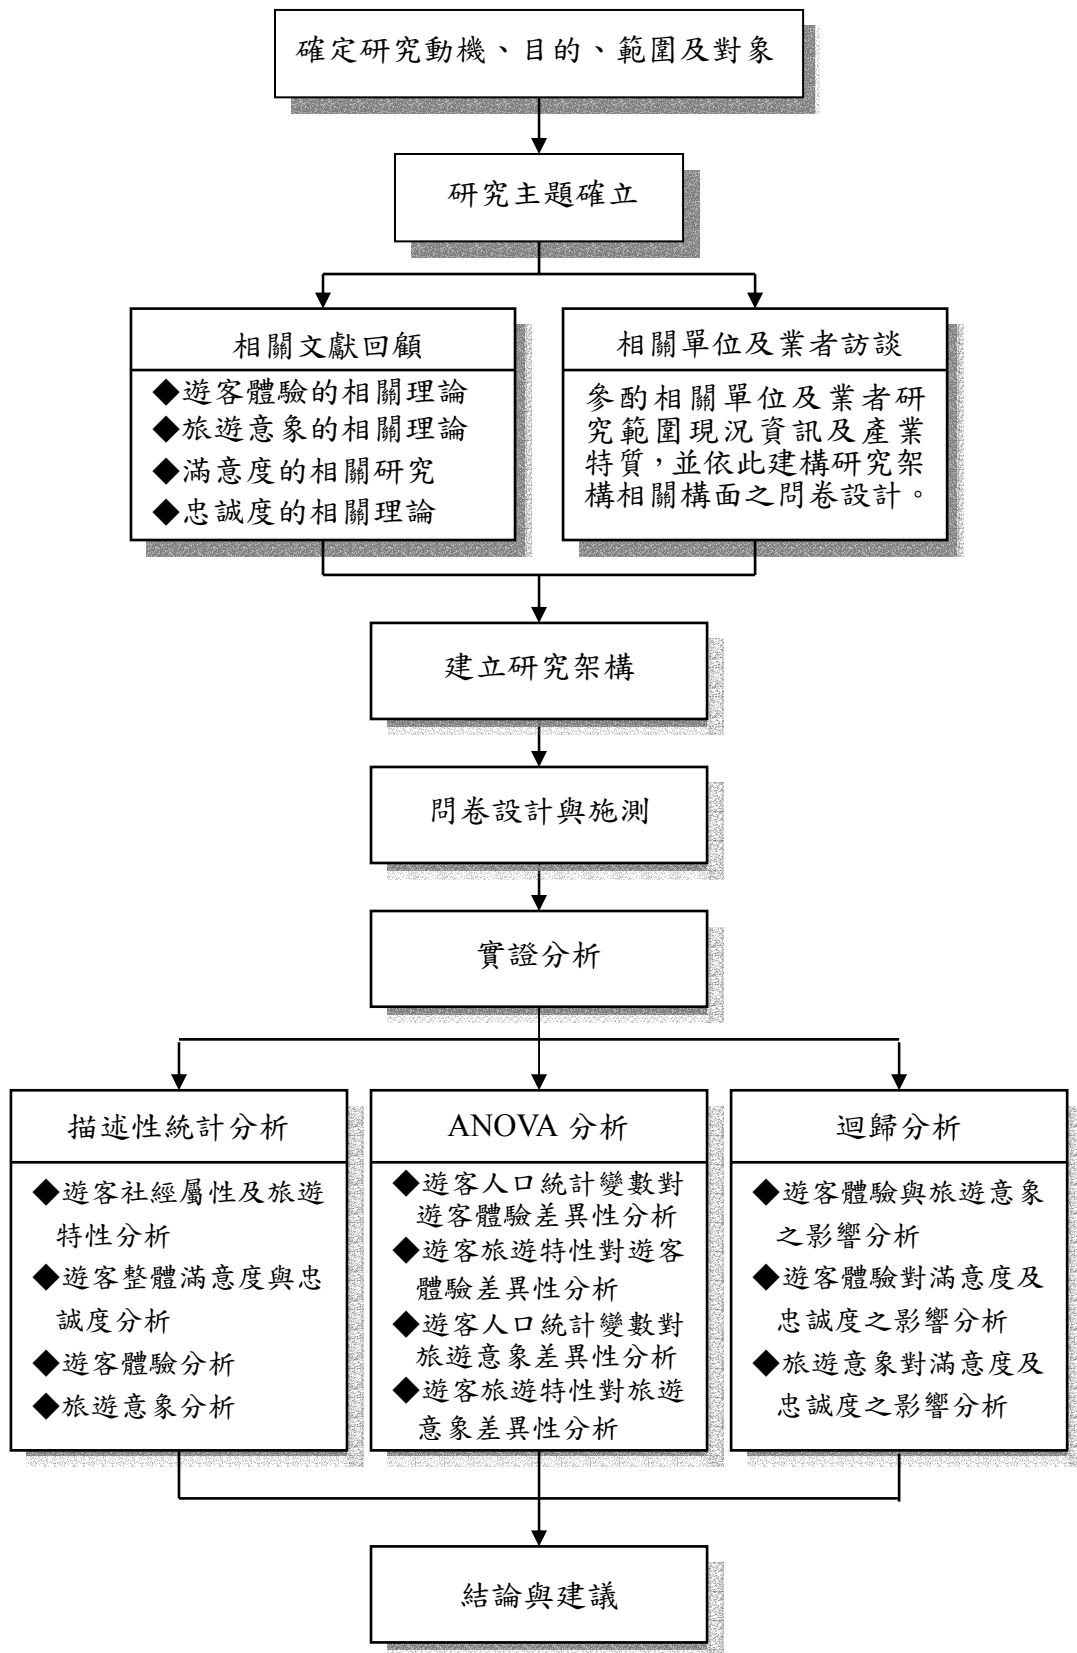 確定研究動機、目的、範圍及對象
研究主題確立
相關文獻回顧
◆遊客體驗的相關理論
◆旅遊意象的相關理論
◆滿意度的相關研究
◆忠誠度的相關理論
相關單位及業者訪談
參酌相關單位及業者研
究範圍現況資訊及產業
特質，並依此建構研究架
構相關構面之問卷設計。
建立研究架構
問卷設計與施測
實證分析
描述性統計分析
◆遊客社經屬性及旅遊
特性分析
◆遊客整體滿意度與忠
誠度分析
◆遊客體驗分析
◆旅遊意象分析
ANOVA 分析
◆遊客人口統計變數對
遊客體驗差異性分析
◆遊客旅遊特性對遊客
體驗差異性分析
◆遊客人口統計變數對
旅遊意象差異性分析
◆遊客旅遊特性對旅遊
意象差異性分析
迴歸分析
◆遊客體驗與旅遊意象
之影響分析
◆遊客體驗對滿意度及
忠誠度之影響分析
◆旅遊意象對滿意度及
忠誠度之影響分析
結論與建議